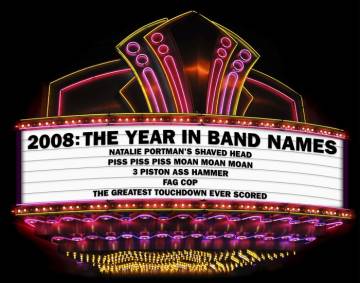 2008: THE YEAR IN BAND NAMES
NATALIE PORTMAN'S SHAVED HEAD
PISS PISS PISS MOAN MOAN MOAN
3 PISTON ASS HAMMER
FAG COP
THE GREATEST TOUCHDOWN EVER SCORED